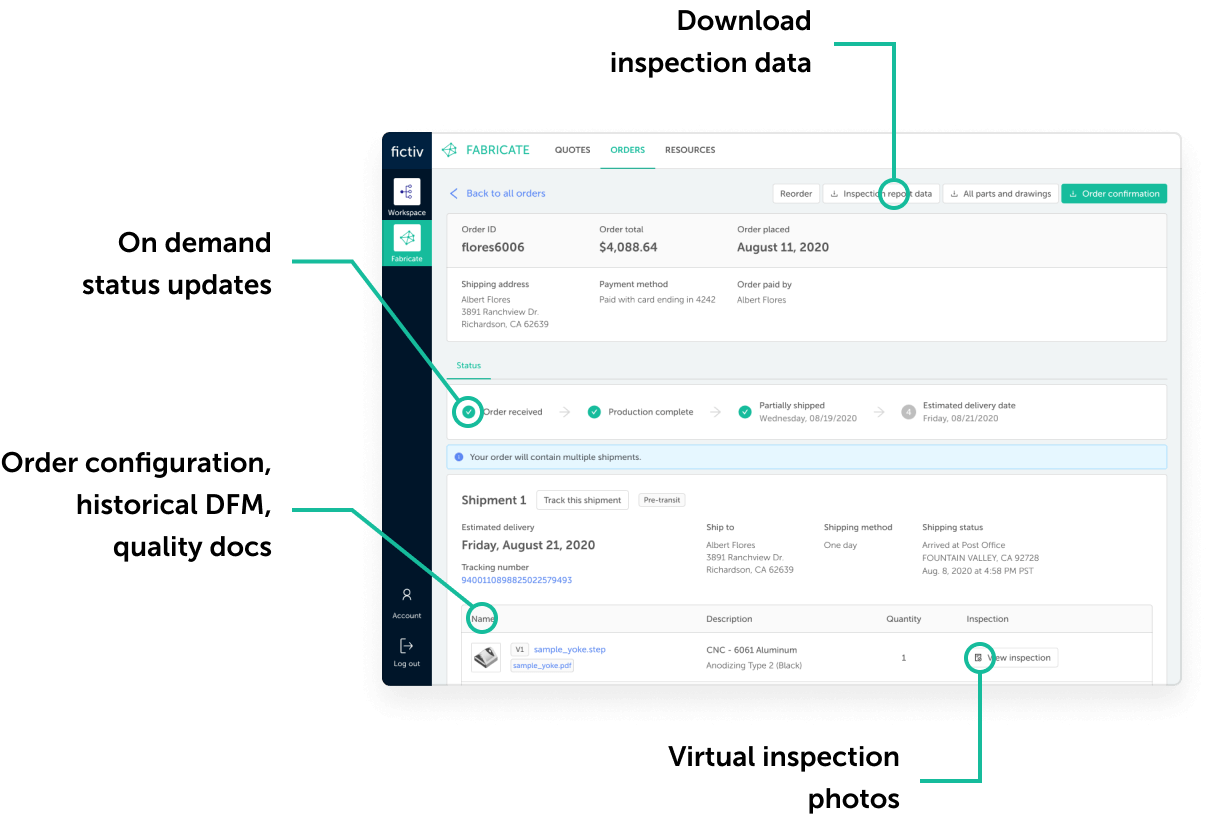 Download
inspection data
fictiv
FABRICATE
QUOTES
ORDERS
RESOURCES
Workspace
Fabricate
Back to all orders
Reorder
Inspection report data
All parts and drawings
Order confirmation
Order ID
Order total
Order placed
flores6006
$4,088.64
August 11, 2020
Shipping address
Payment method
Order paid by
Albert Flores
Paid with card ending in 4242
Albert Flores
3891 Ranchview Dr.
Richardson, CA 62639
On demand
status updates
Status
Order received
Production complete
Partially shipped
Wednesday, 08/19/2020
4
Estimated delivery date
Friday, 08/21/2020
Your order will contain multiple shipments.
Order configuration,
historical DFM,
quality docs
Shipment 1
Track this shipment
Pre-transit
Estimated delivery
Ship to
Shipping method
Shipping status
Friday, August 21, 2020
Albert Flores
3891 Ranchview Dr.
Richardson, CA 62639
One day
Arrived at Post Office
FOUNTAIN VALLEY, CA 92728
Aug. 8, 2020 at 4:58 PM PST
Tracking number
9400110898825022579493
Account
Log out
Name
Description
Quantity
Inspection
V1
sample_yoke.step
sample_yoke.pdf
CNC - 6061 Aluminum
Anodizing Type 2 (Black)
1
View inspection
Virtual inspection
photos